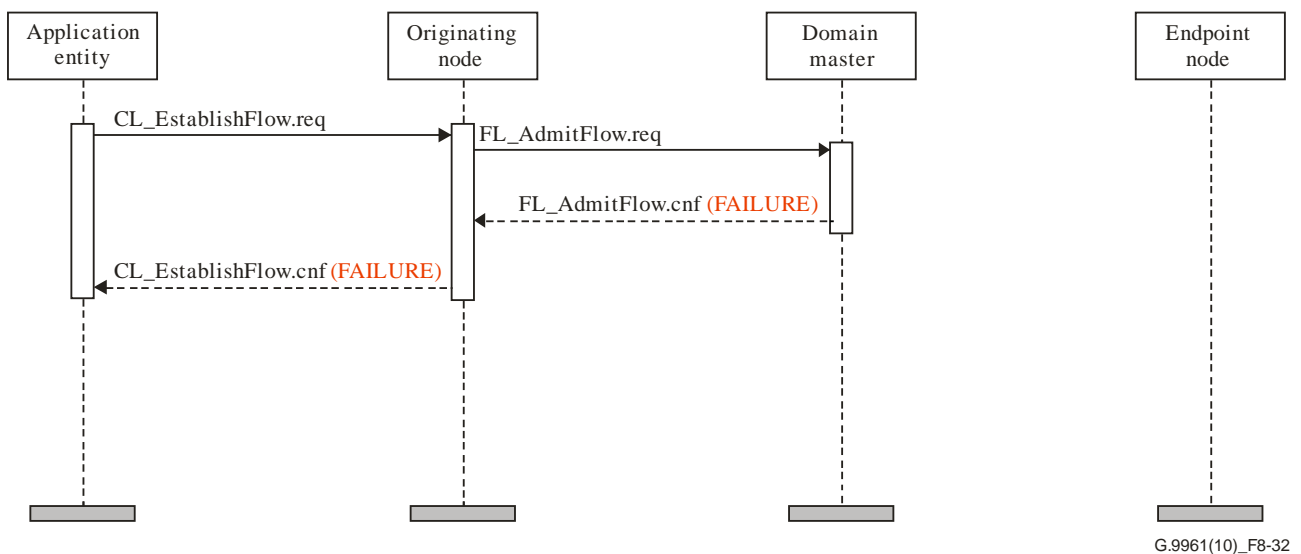 Application
entity
Originating
node
Domain
master
Endpoint
node
CL_EstablishFlow.req
FL_AdmitFlow.req
FL_AdmitFlow.cnf (FAILURE)
CL_EstablishFlow.cnf (FAILURE)
G.9961(10)_F8-32